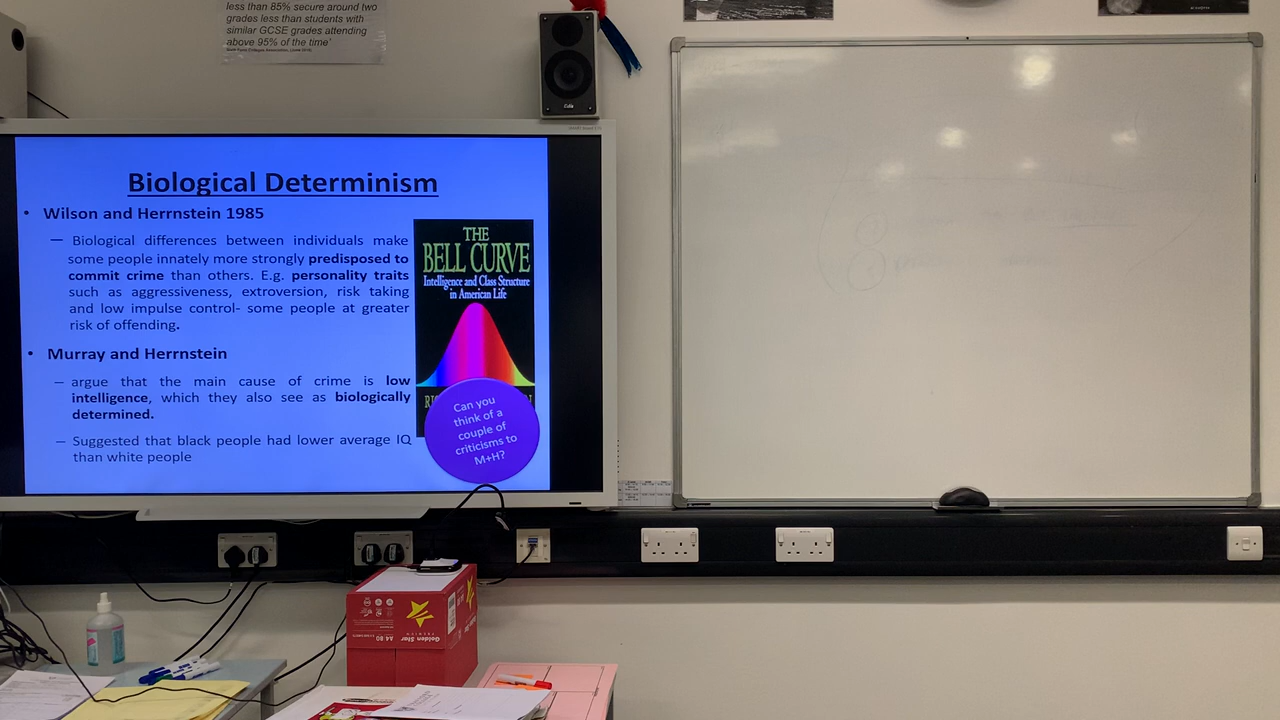 less than 85% secure around two
grades less than students with
similar GCSE grades attending
above 95% of the time'
Biological Determinism
• Wilson and Herrnstein 1985
– Biological differences between individuals make
some people innately more strongly predisposed to
commit crime than others. E.g. personality traits
such as aggressiveness, extroversion, risk taking
and low impulse control- some people at greater
risk of offending.
• Murray and Herrnstein
– argue that the main cause of crime is low
intelligence, which they also see as biologically
determined.
– Suggested that black people had lower average IQ
than white people
THE
BELL CURVE
Intelligence and Class Structure
in American Life
Can you
think of a
couple of
criticisms to
M+H?
Golden Star
PREMIUM
A4 80